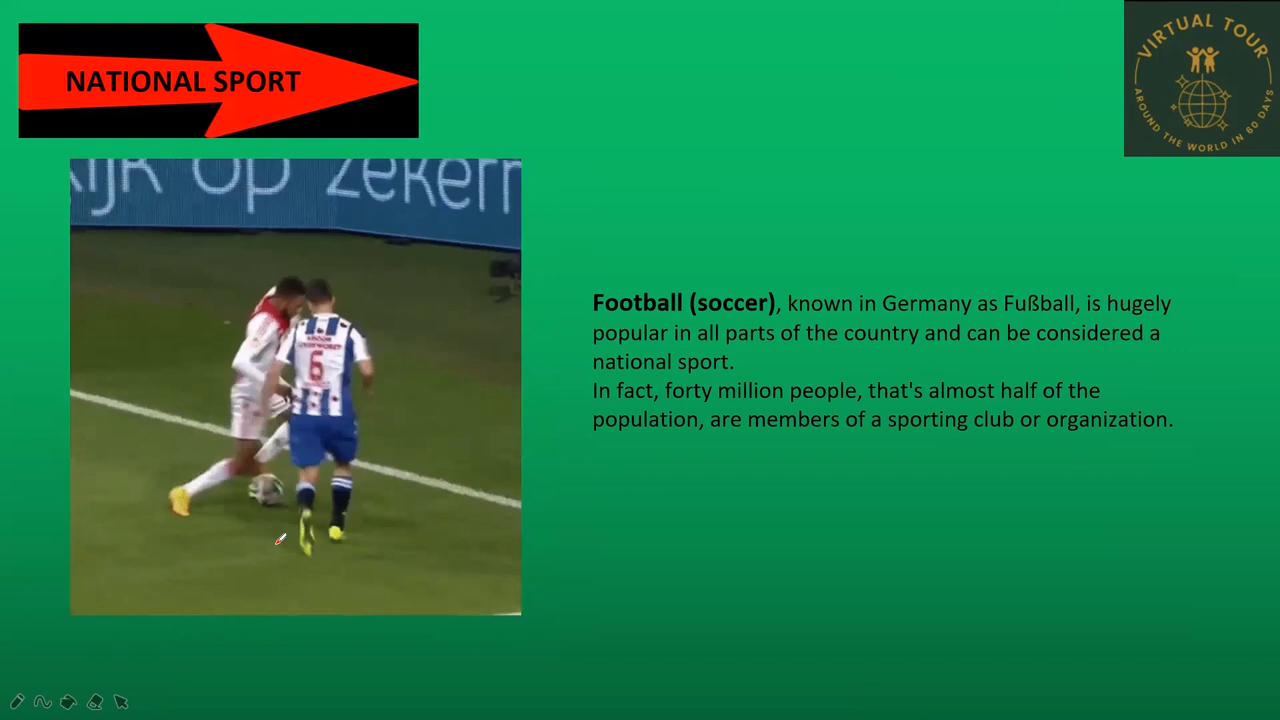 NATIONAL SPORT
VIRTUAL TOUR
AROUND THE WORLD IN 60 DAYS
op zeker
6
Football (soccer), known in Germany as Fußball, is hugely
popular in all parts of the country and can be considered a
national sport.
In fact, forty million people, that's almost half of the
population, are members of a sporting club or organization.